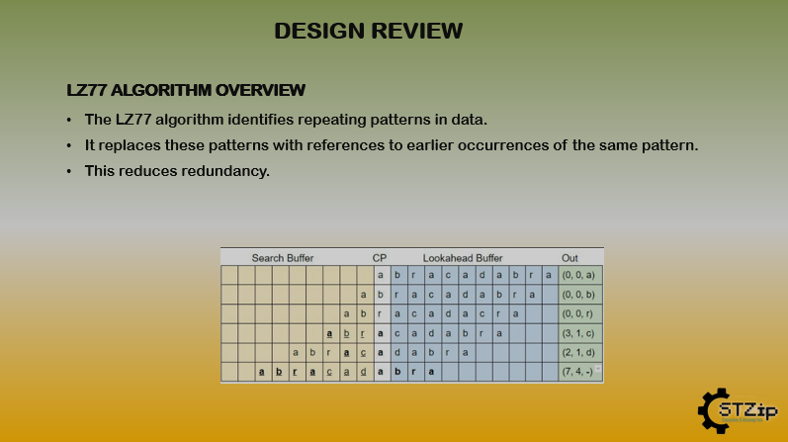 DESIGN REVIEW
LZ77 ALGORITHM OVERVIEW
• The LZ77 algorithm identifies repeating patterns in data.
• It replaces these patterns with references to earlier occurrences of the same pattern.
• This reduces redundancy.
Search Buffer CP Lookahead Buffer Out
a b r a c a d a b r a (0, 0, a)
a b r a c a d a b r a (0, 0, b)
a b r a c a d a c r a (0, 0, r)
a b r a c a d a b r a (3, 1, c)
a b r a c a d a b r a (2, 1, d)
a b r a c a d a b r a (7, 4, -)
STZip